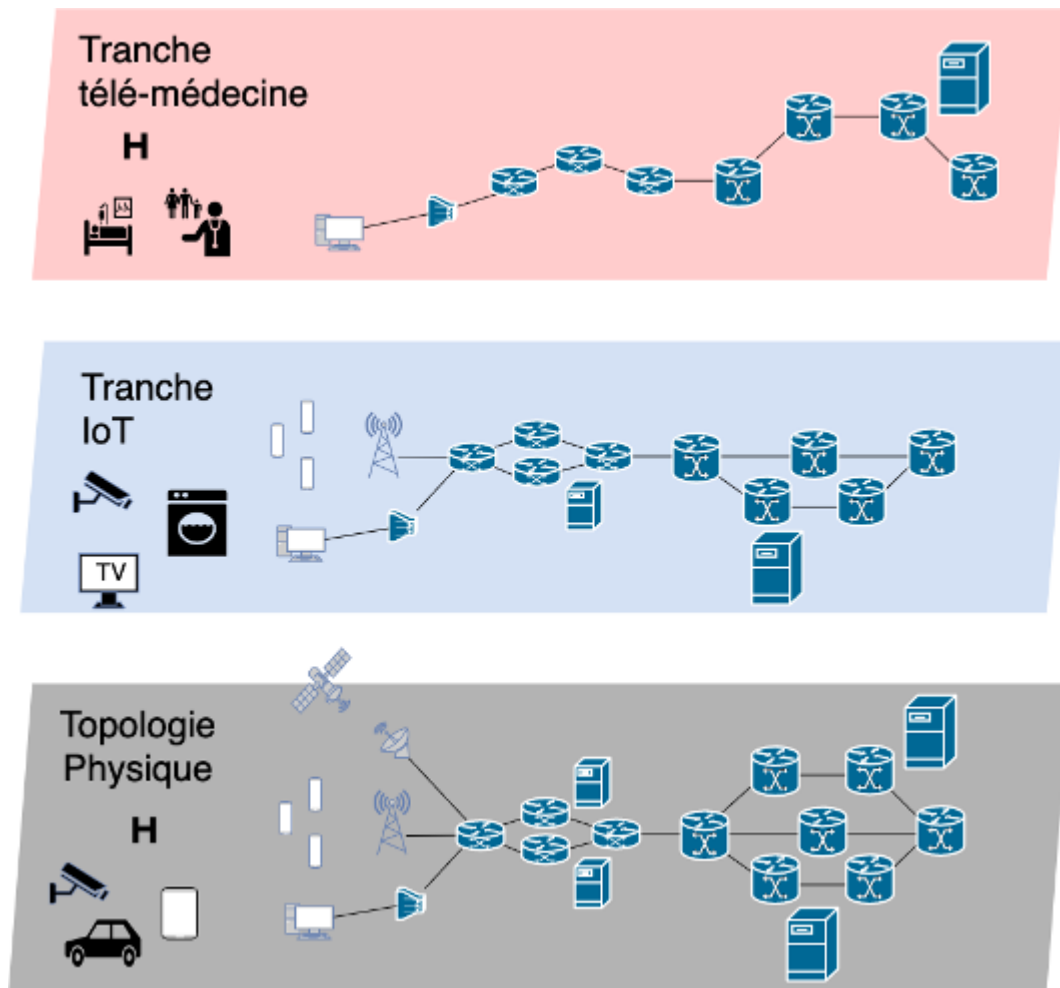 Tranche
télé-médecine
H
Tranche
IoT
TV
Topologie
Physique
H